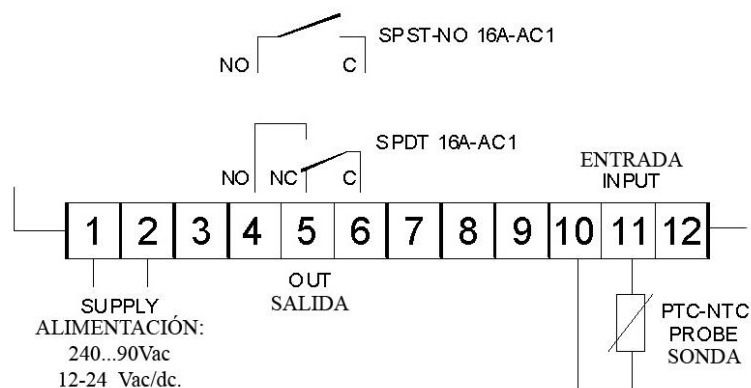 SPST-NO 16A-AC1
NO C
SPDT 16A-AC1
NO NC C
ENTRADA
INPUT
1 2 3 4 5 6 7 8 9 10 11 12
OUT
SALIDA
SUPPLY
ALIMENTACIÓN:
240...90Vac
12-24 Vac/dc.
PTC-NTC
PROBE
SONDA